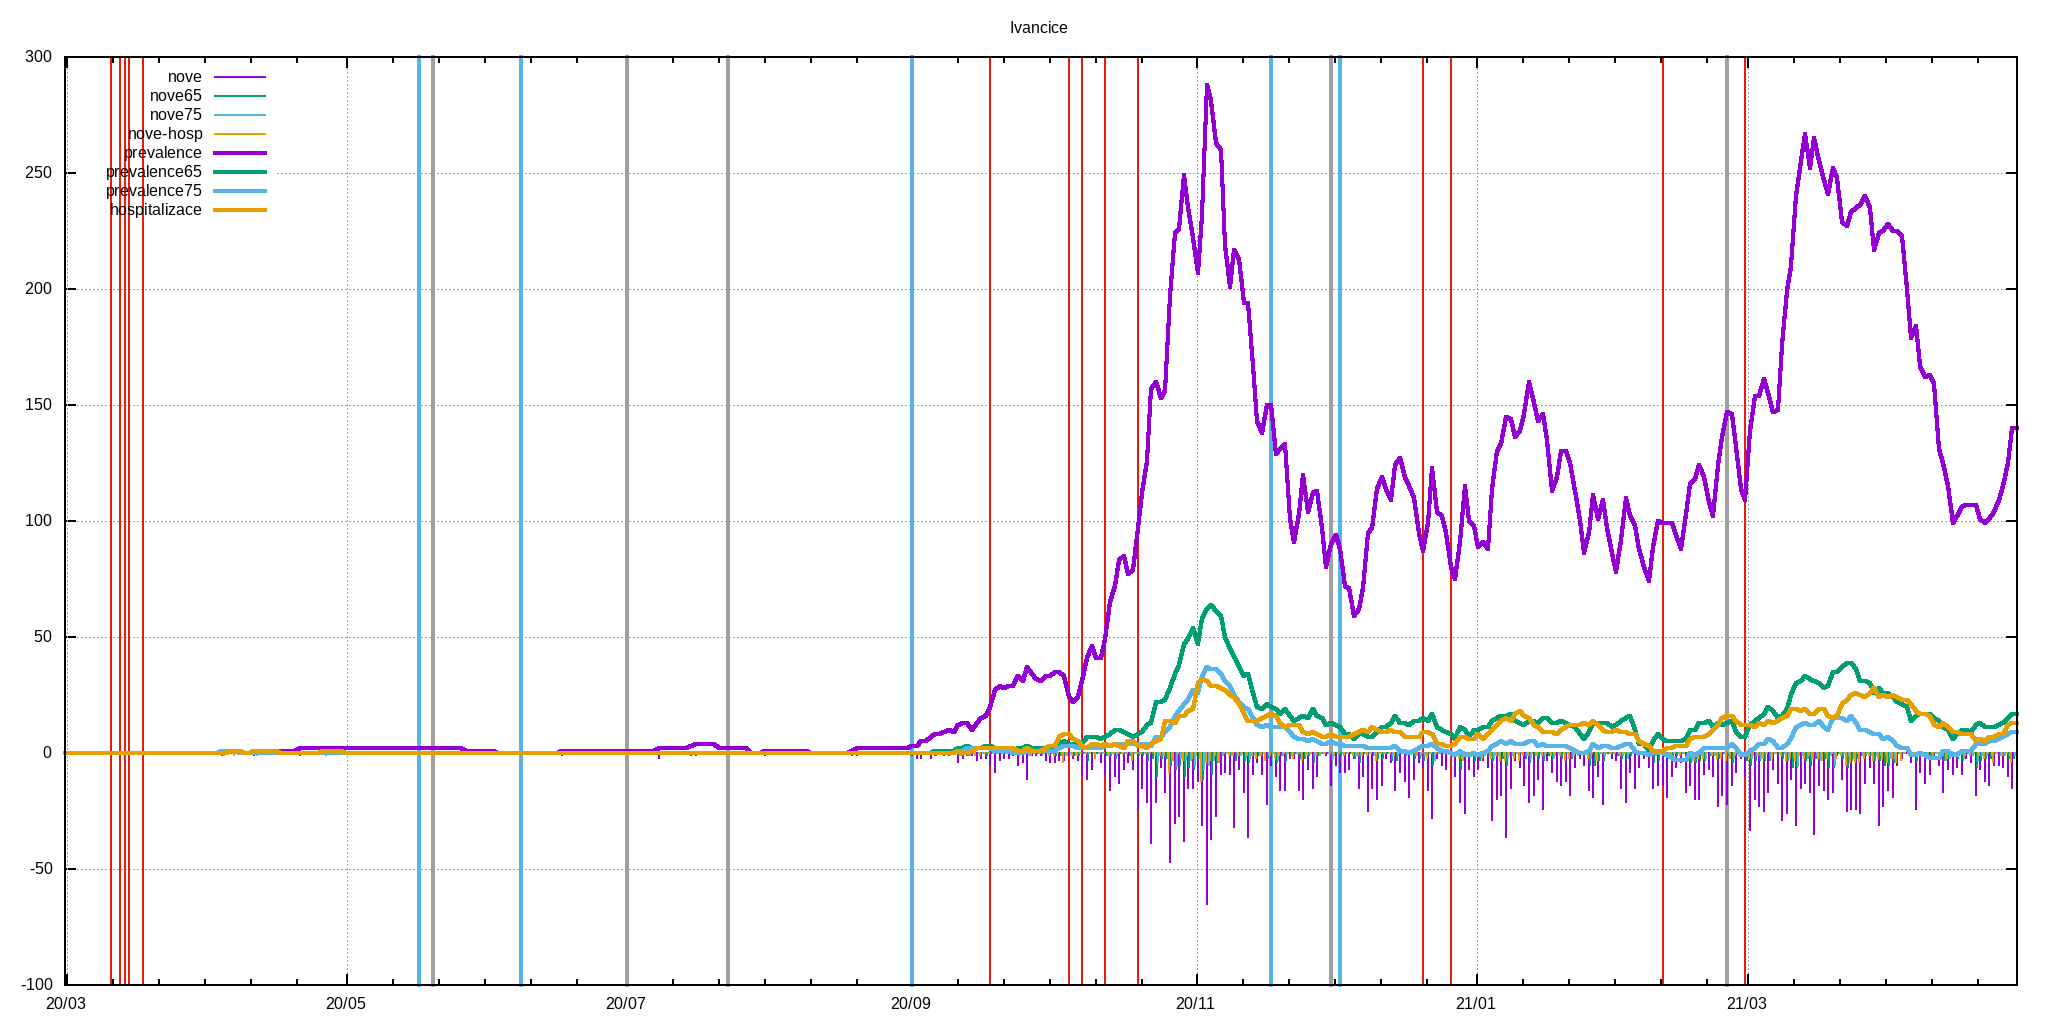 Ivancice
300
250
200
150
100
50
0
-50
-100
nove
nove65
nove75
nove-hosp
prevalence
prevalence65
prevalence75
hospitalizace
20/03 20/05 20/07 20/09 20/11 21/01 21/03